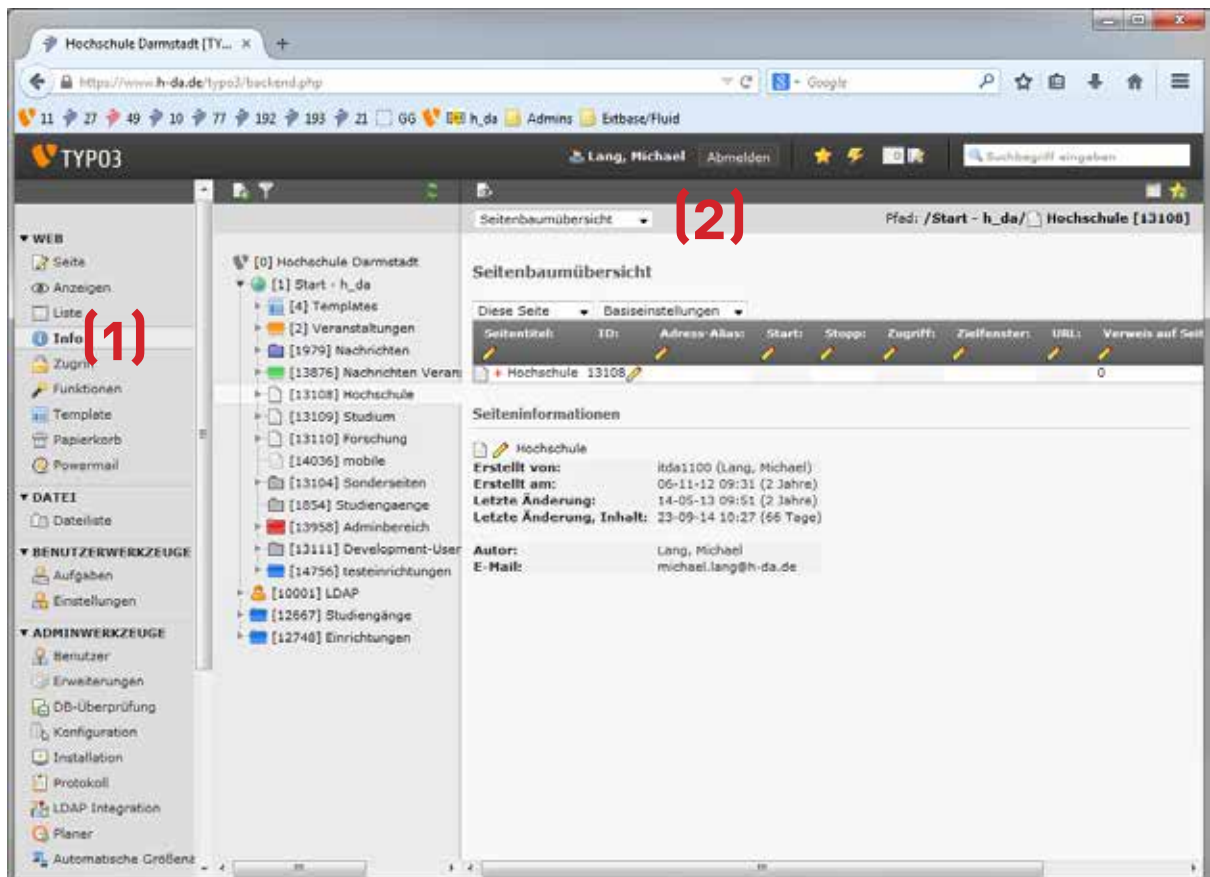 Hochschule Darmstadt [TY...
https://www.h-da.de/typo3/backend.php
Google
11 27 49 10 77 192 193 21 GG h_da Admins Extbase/Fluid
TYPO3
Lang, Michael Abmelden
Suchbegriff eingeben
Seitenbaumübersicht
(2)
Pfad: /Start - h_da/ Hochschule [13108]
WEB
Seite
Anzeigen
Liste
Info
(1)
Zugriff
Funktionen
Template
Papierkorb
Powermail
DATEI
Dateiliste
BENUTZERWERKZEUGE
Aufgaben
Einstellungen
ADMINWERKZEUGE
Benutzer
Erweiterungen
DB-Überprüfung
Konfiguration
Installation
Protokoll
LDAP Integration
Planer
Automatische Größena
[0] Hochschule Darmstadt
[1] Start - h_da
[4] Templates
[2] Veranstaltungen
[1979] Nachrichten
[13876] Nachrichten Veran
[13108] Hochschule
[13109] Studium
[13110] Forschung
[14036] mobile
[13104] Sonderseiten
[1854] Studiengaenge
[13958] Adminbereich
[13111] Development-User
[14756] testeinrichtungen
[10001] LDAP
[12667] Studiengänge
[12748] Einrichtungen
Seitenbaumübersicht
Diese Seite Basiseinstellungen
Seitentitel: ID: Adress-Alias: Start: Stopp: Zugriff: Zielfenster: URL: Verweis auf Seit
Hochschule 13108 0
Seiteninformationen
Hochschule
Erstellt von: itda1100 (Lang, Michael)
Erstellt am: 06-11-12 09:31 (2 Jahre)
Letzte Änderung: 14-05-13 09:51 (2 Jahre)
Letzte Änderung, Inhalt: 23-09-14 10:27 (66 Tage)
Autor: Lang, Michael
E-Mail: michael.lang@h-da.de